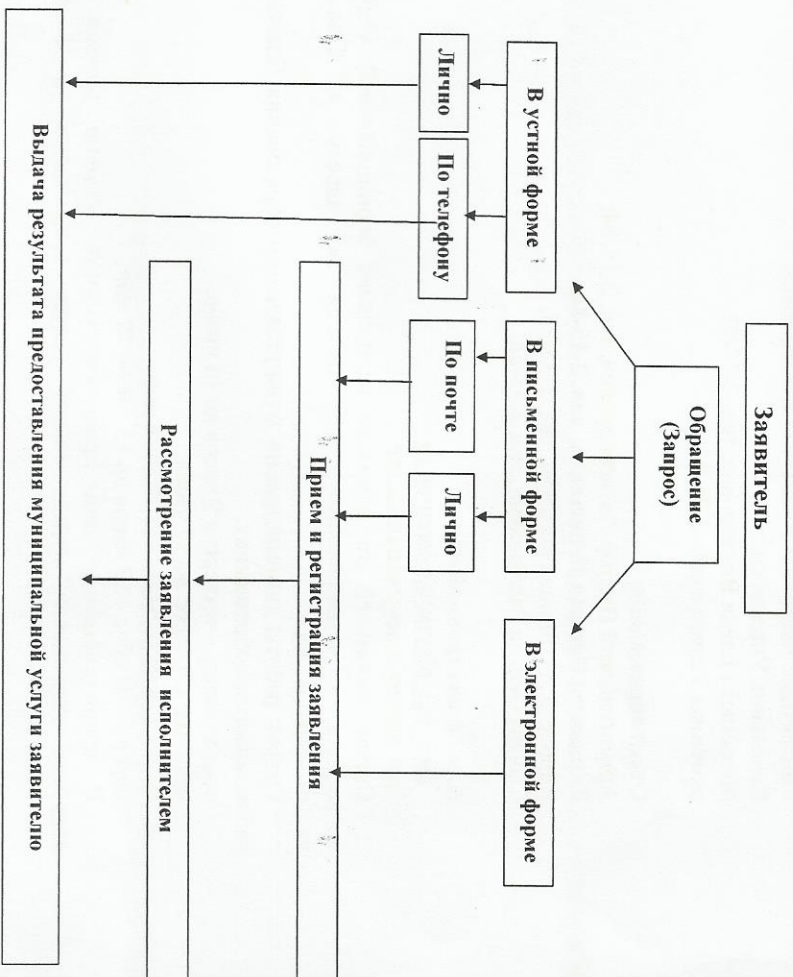 Заявитель
Обращение
(Запрос)
В устной форме
В письменной форме
В электронной форме
Лично
По телефону
По почте
Лично
Прием и регистрация заявления
Рассмотрение заявления исполнителем
Выдача результата предоставления муниципальной услуги заявителю